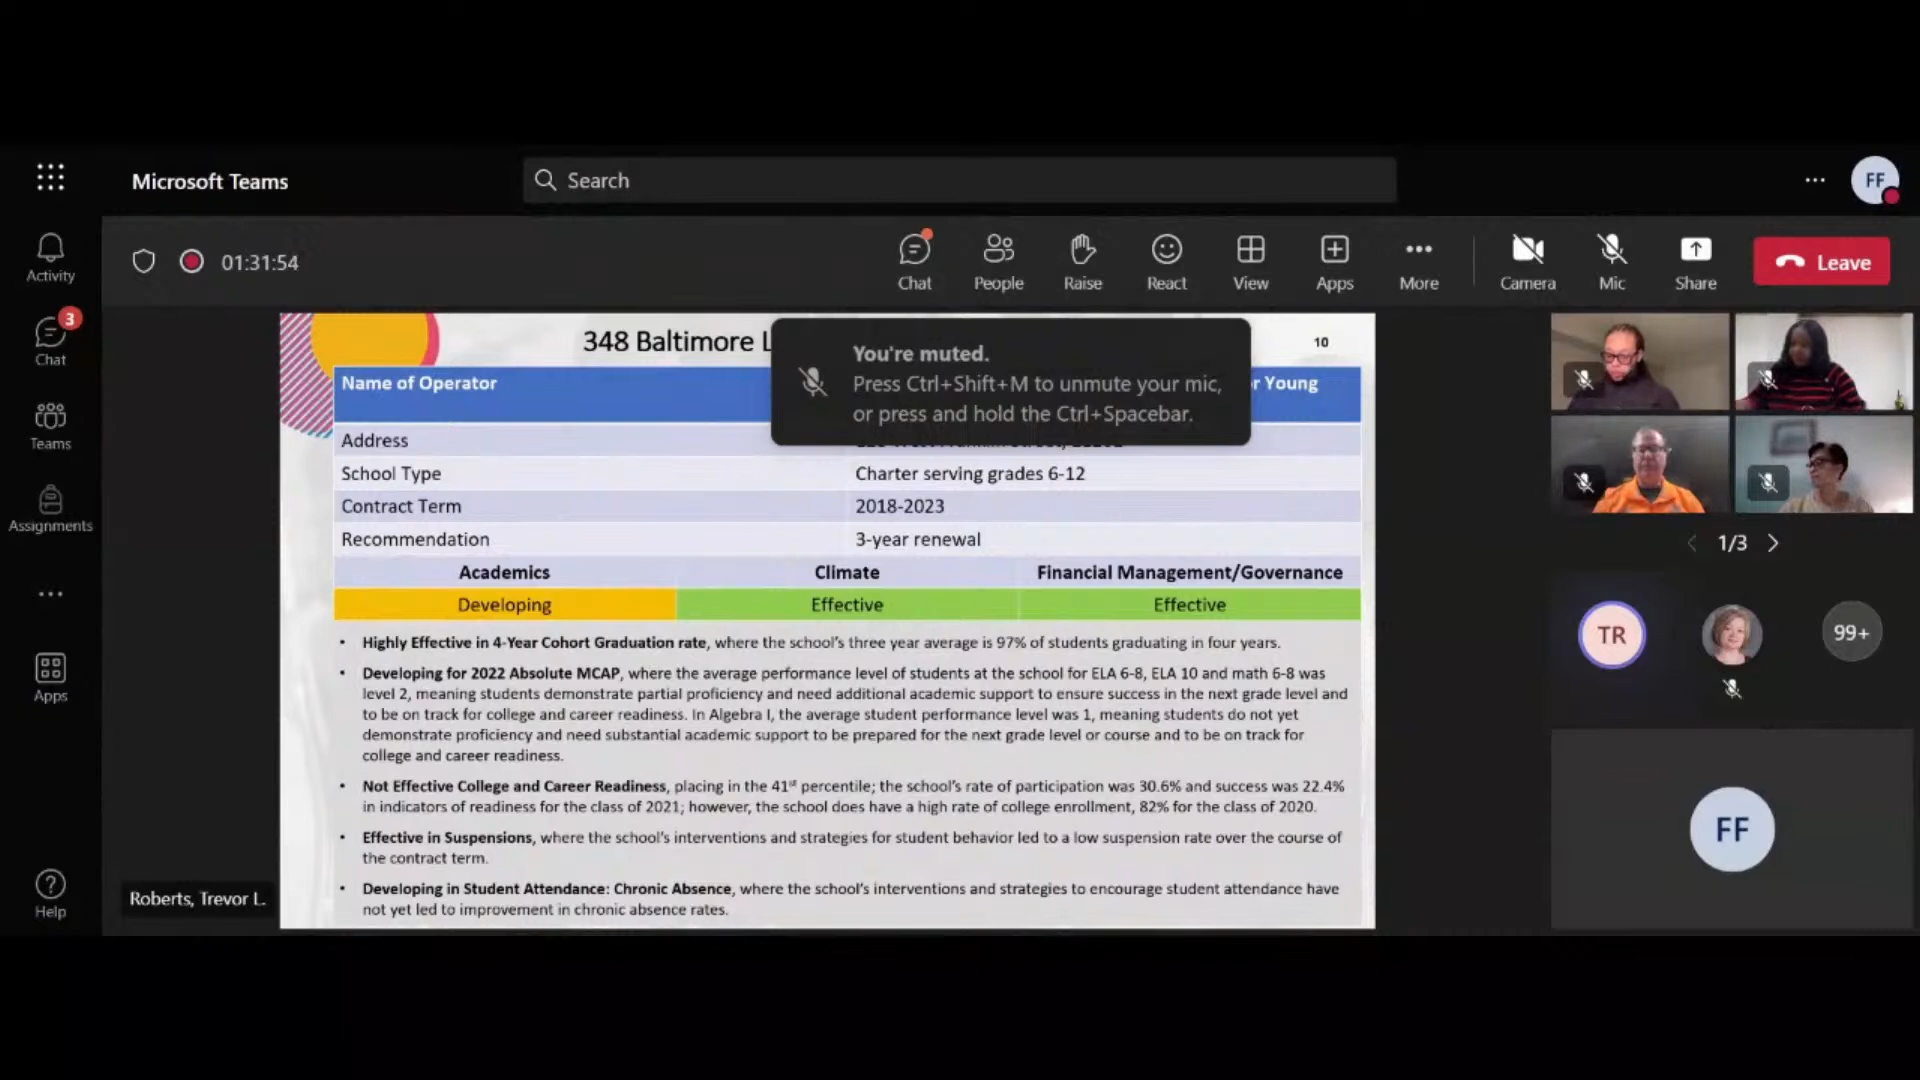 Microsoft Teams
Search
FF
Activity
Chat
3
Teams
Assignments
Apps
Help
01:31:54
Chat
People
Raise
React
View
Apps
More
Camera
Mic
Share
Leave
348 Baltimore L
10
You're muted.
Press Ctrl+Shift+M to unmute your mic,
or press and hold the Ctrl+Spacebar.
Name of Operator
r Young
Address
School Type Charter serving grades 6-12
Contract Term 2018-2023
Recommendation 3-year renewal
Academics Climate Financial Management/Governance
Developing Effective Effective
• Highly Effective in 4-Year Cohort Graduation rate, where the school's three year average is 97% of students graduating in four years.
• Developing for 2022 Absolute MCAP, where the average performance level of students at the school for ELA 6-8, ELA 10 and math 6-8 was
level 2, meaning students demonstrate partial proficiency and need additional academic support to ensure success in the next grade level and
to be on track for college and career readiness. In Algebra I, the average student performance level was 1, meaning students do not yet
demonstrate proficiency and need substantial academic support to be prepared for the next grade level or course and to be on track for
college and career readiness.
• Not Effective College and Career Readiness, placing in the 41st percentile; the school's rate of participation was 30.6% and success was 22.4%
in indicators of readiness for the class of 2021; however, the school does have a high rate of college enrollment, 82% for the class of 2020.
• Effective in Suspensions, where the school's interventions and strategies for student behavior led to a low suspension rate over the course of
the contract term.
• Developing in Student Attendance: Chronic Absence, where the school's interventions and strategies to encourage student attendance have
not yet led to improvement in chronic absence rates.
Roberts, Trevor L.
1/3
TR
99+
FF